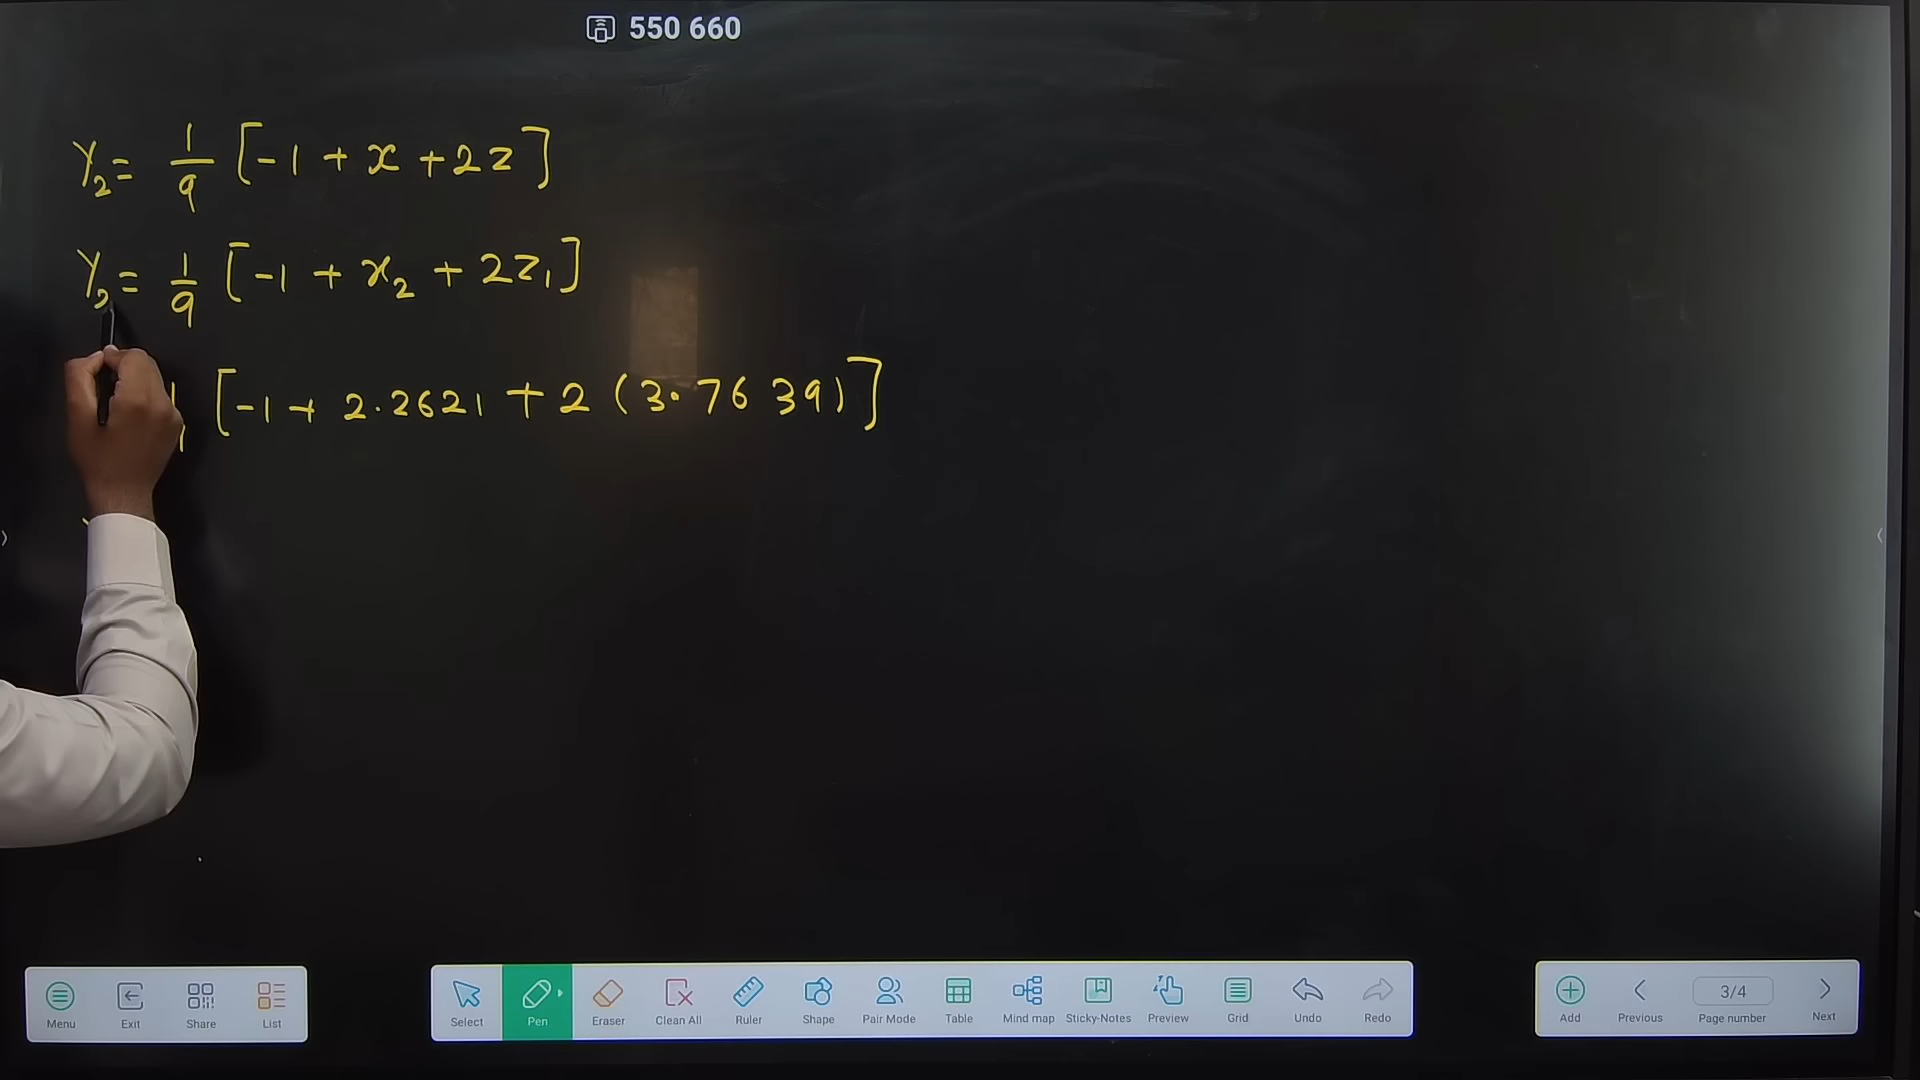 550 660
Y₂ = 1/9 [-1 + x + 2z]
Y₂ = 1/9 [-1 + x₂ + 2z₁]
[-1 + 2.2621 + 2 (3.7639)]
Menu Exit Share List
Select Pen Eraser Clean All Ruler Shape Pair Mode Table Mind map Sticky-Notes Preview Grid Undo Redo
3/4
Add Previous Page number Next